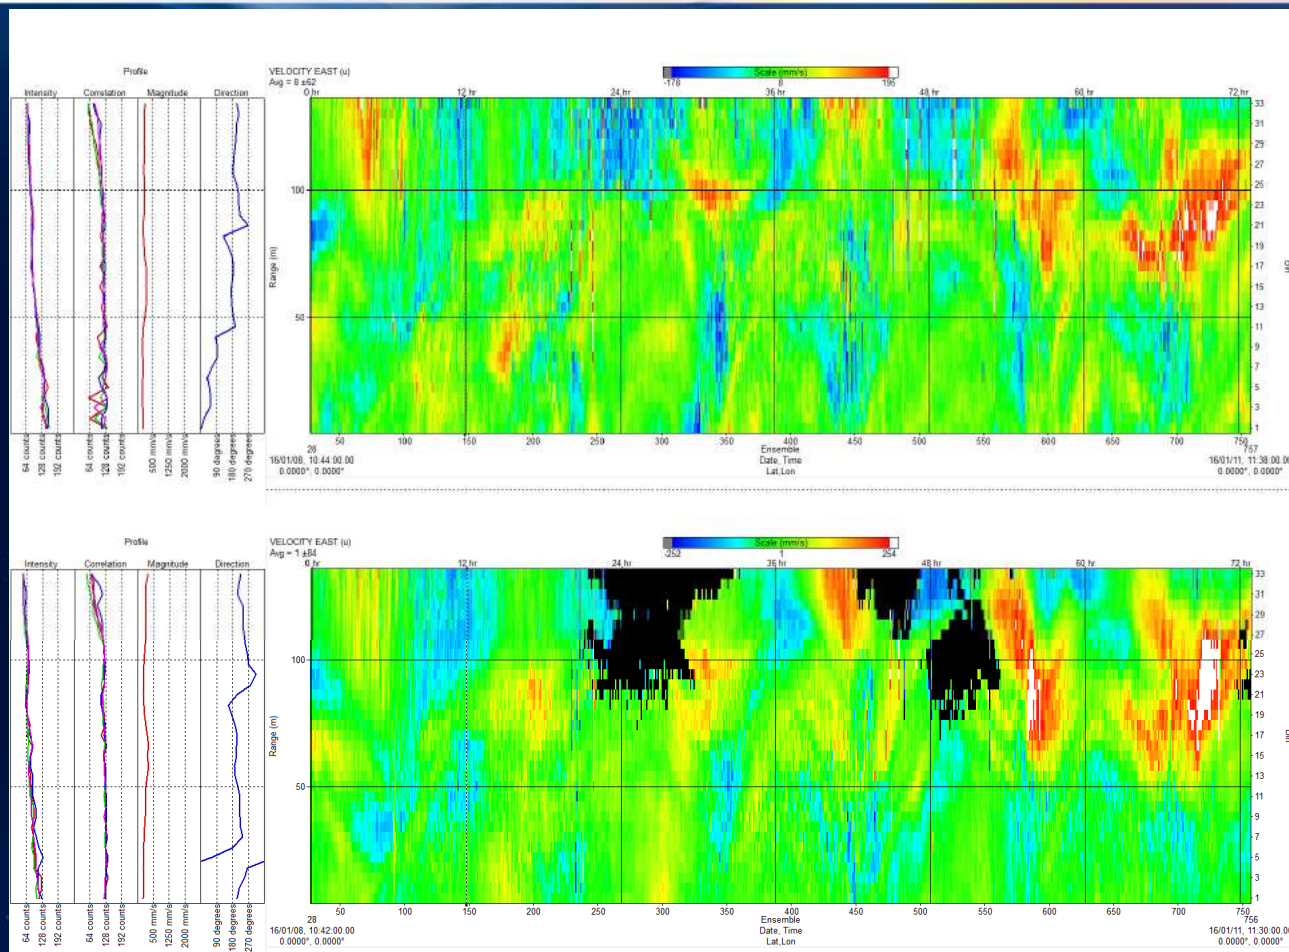 Profile
Intensity Correlation Magnitude Direction
VELOCITY EAST (u)
Avg = 8 ±62
Scale (mm/s)
-178 8 195
0 hr 12 hr 24 hr 36 hr 48 hr 60 hr 72 hr
Range (m)
100
50
33
31
29
27
25
23
21
19
17
15
13
11
9
7
5
3
1
64 counts
128 counts
192 counts
64 counts
128 counts
192 counts
500 mm/s
1250 mm/s
2000 mm/s
90 degrees
180 degrees
270 degrees
50 100 150 200 250 300 350 400 450 500 550 600 650 700 750
28 Ensemble 757
16/01/08, 10:44:00.00 Date, Time 16/01/11, 11:38:00.00
0.0000°, 0.0000° Lat,Lon 0.0000°, 0.0000°
Profile
Intensity Correlation Magnitude Direction
VELOCITY EAST (u)
Avg = 1 ±84
Scale (mm/s)
-252 1 254
0 hr 12 hr 24 hr 36 hr 48 hr 60 hr 72 hr
Range (m)
100
50
33
31
29
27
25
23
21
19
17
15
13
11
9
7
5
3
1
64 counts
128 counts
192 counts
64 counts
128 counts
192 counts
500 mm/s
1250 mm/s
2000 mm/s
90 degrees
180 degrees
270 degrees
50 100 150 200 250 300 350 400 450 500 550 600 650 700 750
28 Ensemble 756
16/01/08, 10:42:00.00 Date, Time 16/01/11, 11:30:00.00
0.0000°, 0.0000° Lat,Lon 0.0000°, 0.0000°